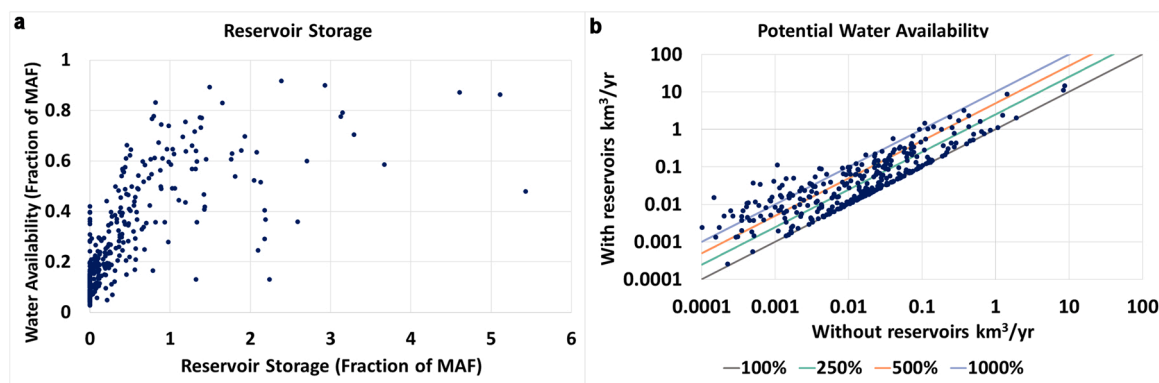 a
Reservoir Storage
Water Availability (Fraction of MAF)
1
0.8
0.6
0.4
0.2
0
0 1 2 3 4 5 6
Reservoir Storage (Fraction of MAF)
b
Potential Water Availability
With reservoirs km³/yr
100
10
1
0.1
0.01
0.001
0.0001
0.0001 0.001 0.01 0.1 1 10 100
Without reservoirs km³/yr
100% 250% 500% 1000%